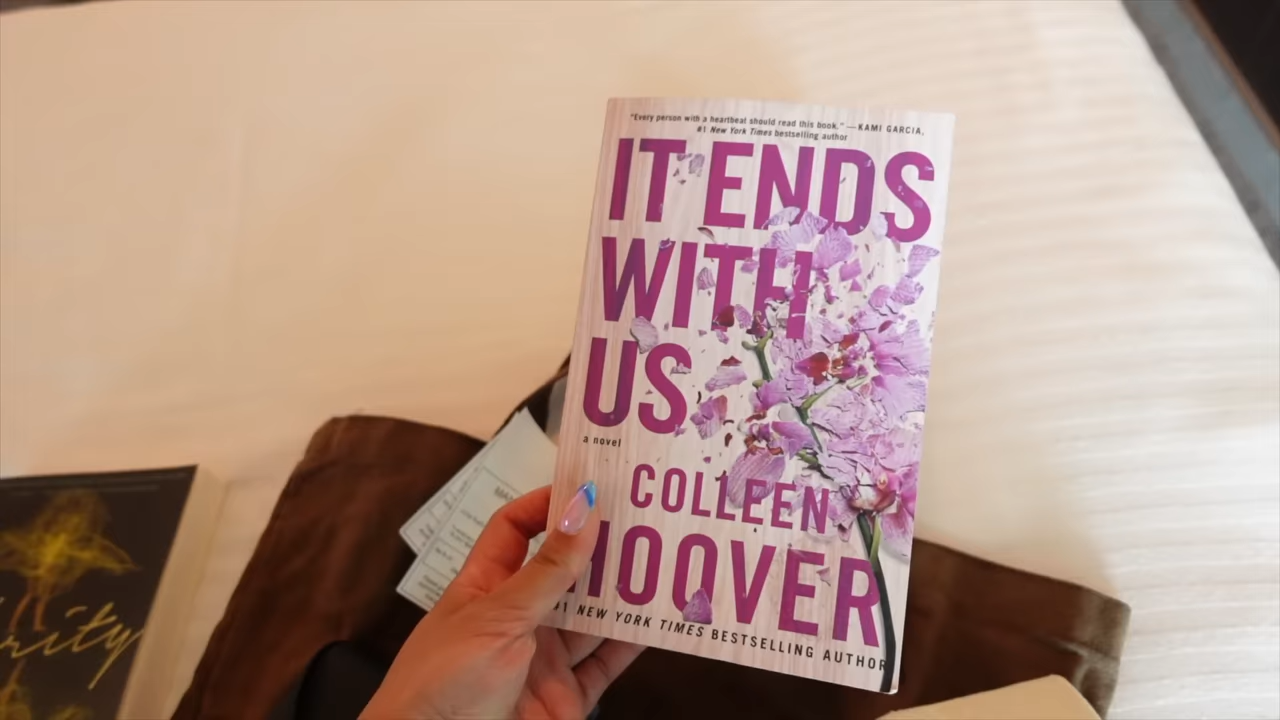 "Every person with a heartbeat should read this book." —KAMI GARCIA,
#1 New York Times bestselling author
IT ENDS
WITH
US
a novel
COLLEEN
HOOVER
#1 NEW YORK TIMES BESTSELLING AUTHOR